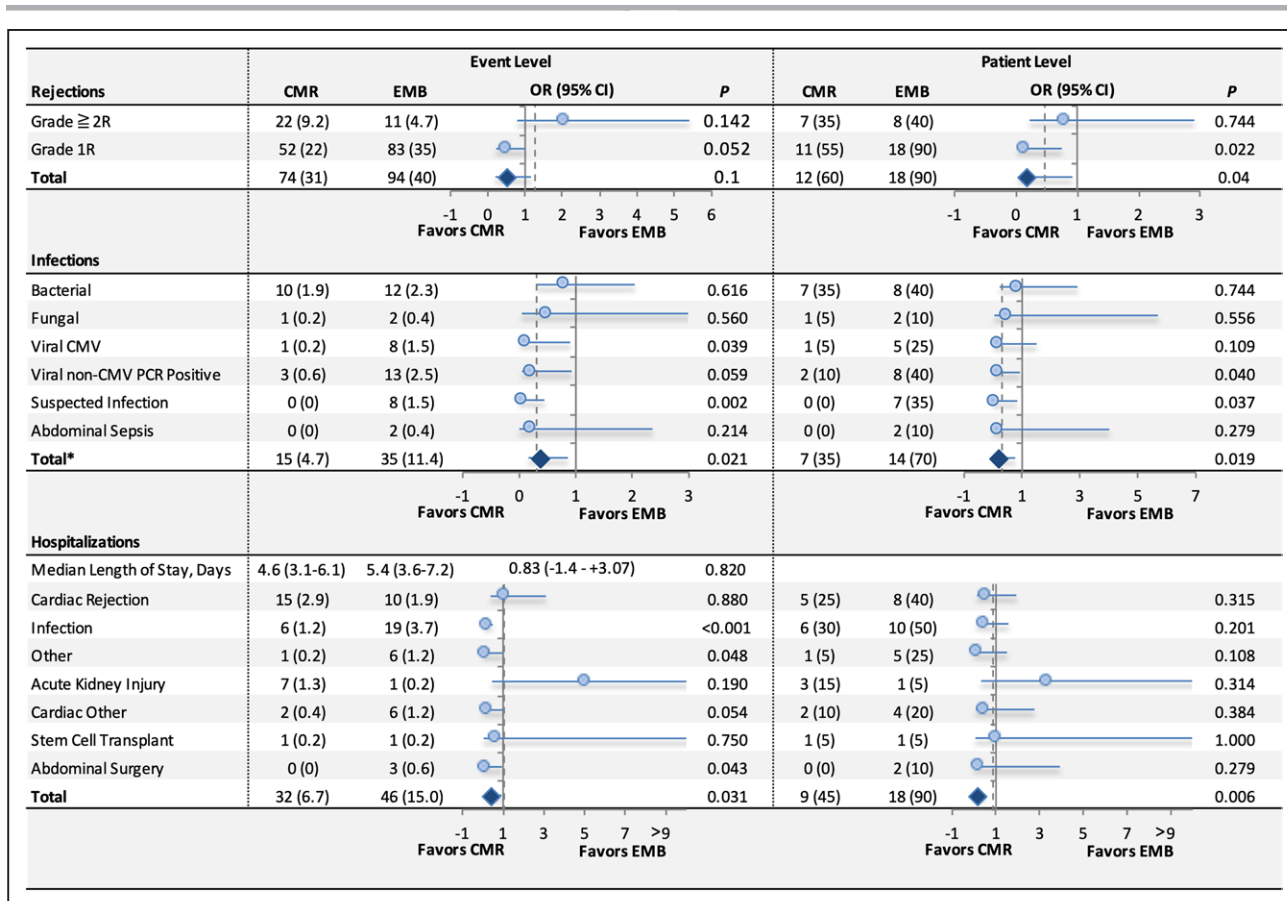 Event Level Patient Level
Rejections CMR EMB OR (95% CI) P CMR EMB OR (95% CI) P
Grade ≧ 2R 22 (9.2) 11 (4.7) 0.142 7 (35) 8 (40) 0.744
Grade 1R 52 (22) 83 (35) 0.052 11 (55) 18 (90) 0.022
Total 74 (31) 94 (40) 0.1 12 (60) 18 (90) 0.04
-1 0 1 2 3 4 5 6 -1 0 1 2 3
Favors CMR Favors EMB Favors CMR Favors EMB
Infections
Bacterial 10 (1.9) 12 (2.3) 0.616 7 (35) 8 (40) 0.744
Fungal 1 (0.2) 2 (0.4) 0.560 1 (5) 2 (10) 0.556
Viral CMV 1 (0.2) 8 (1.5) 0.039 1 (5) 5 (25) 0.109
Viral non-CMV PCR Positive 3 (0.6) 13 (2.5) 0.059 2 (10) 8 (40) 0.040
Suspected Infection 0 (0) 8 (1.5) 0.002 0 (0) 7 (35) 0.037
Abdominal Sepsis 0 (0) 2 (0.4) 0.214 0 (0) 2 (10) 0.279
Total* 15 (4.7) 35 (11.4) 0.021 7 (35) 14 (70) 0.019
-1 0 1 2 3 -1 1 3 5 7
Favors CMR Favors EMB Favors CMR Favors EMB
Hospitalizations
Median Length of Stay, Days 4.6 (3.1-6.1) 5.4 (3.6-7.2) 0.83 (-1.4 - +3.07) 0.820
Cardiac Rejection 15 (2.9) 10 (1.9) 0.880 5 (25) 8 (40) 0.315
Infection 6 (1.2) 19 (3.7) <0.001 6 (30) 10 (50) 0.201
Other 1 (0.2) 6 (1.2) 0.048 1 (5) 5 (25) 0.108
Acute Kidney Injury 7 (1.3) 1 (0.2) 0.190 3 (15) 1 (5) 0.314
Cardiac Other 2 (0.4) 6 (1.2) 0.054 2 (10) 4 (20) 0.384
Stem Cell Transplant 1 (0.2) 1 (0.2) 0.750 1 (5) 1 (5) 1.000
Abdominal Surgery 0 (0) 3 (0.6) 0.043 0 (0) 2 (10) 0.279
Total 32 (6.7) 46 (15.0) 0.031 9 (45) 18 (90) 0.006
-1 1 3 5 7 >9 -1 1 3 5 7 >9
Favors CMR Favors EMB Favors CMR Favors EMB